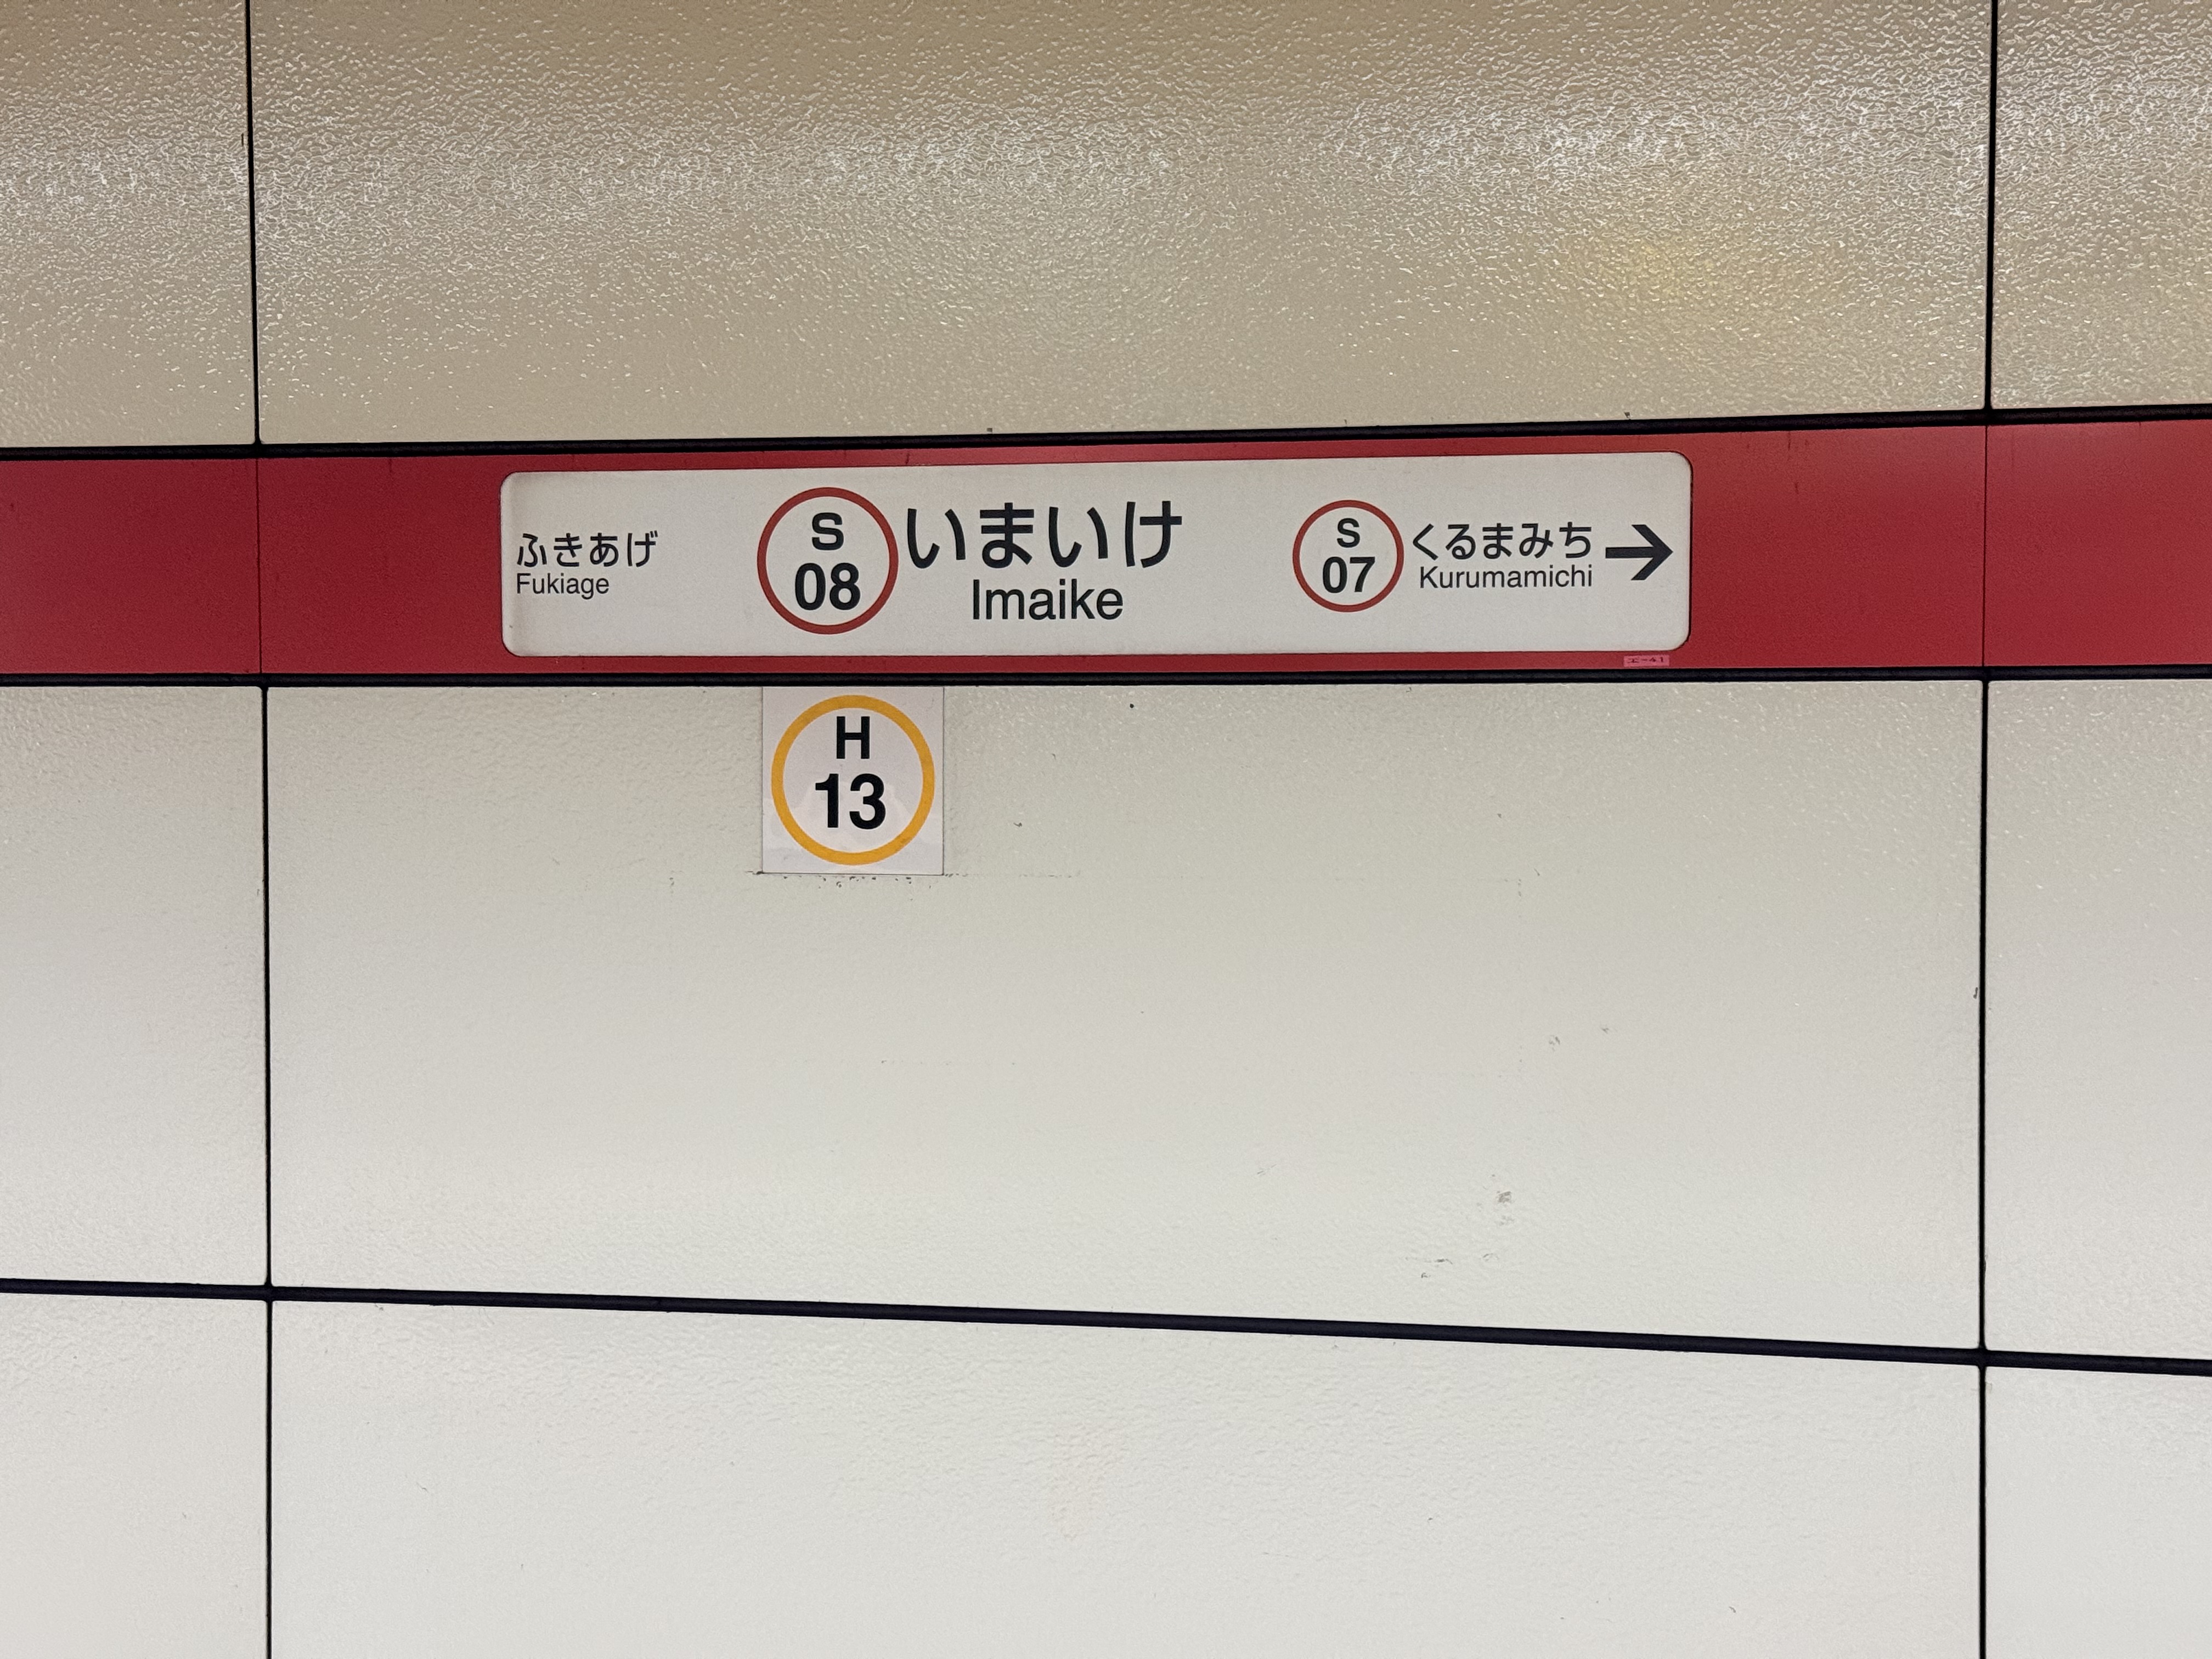 ふきあげ
Fukiage
S
08
いまいけ
Imaike
S
07
くるまみち →
Kurumamichi
H
13